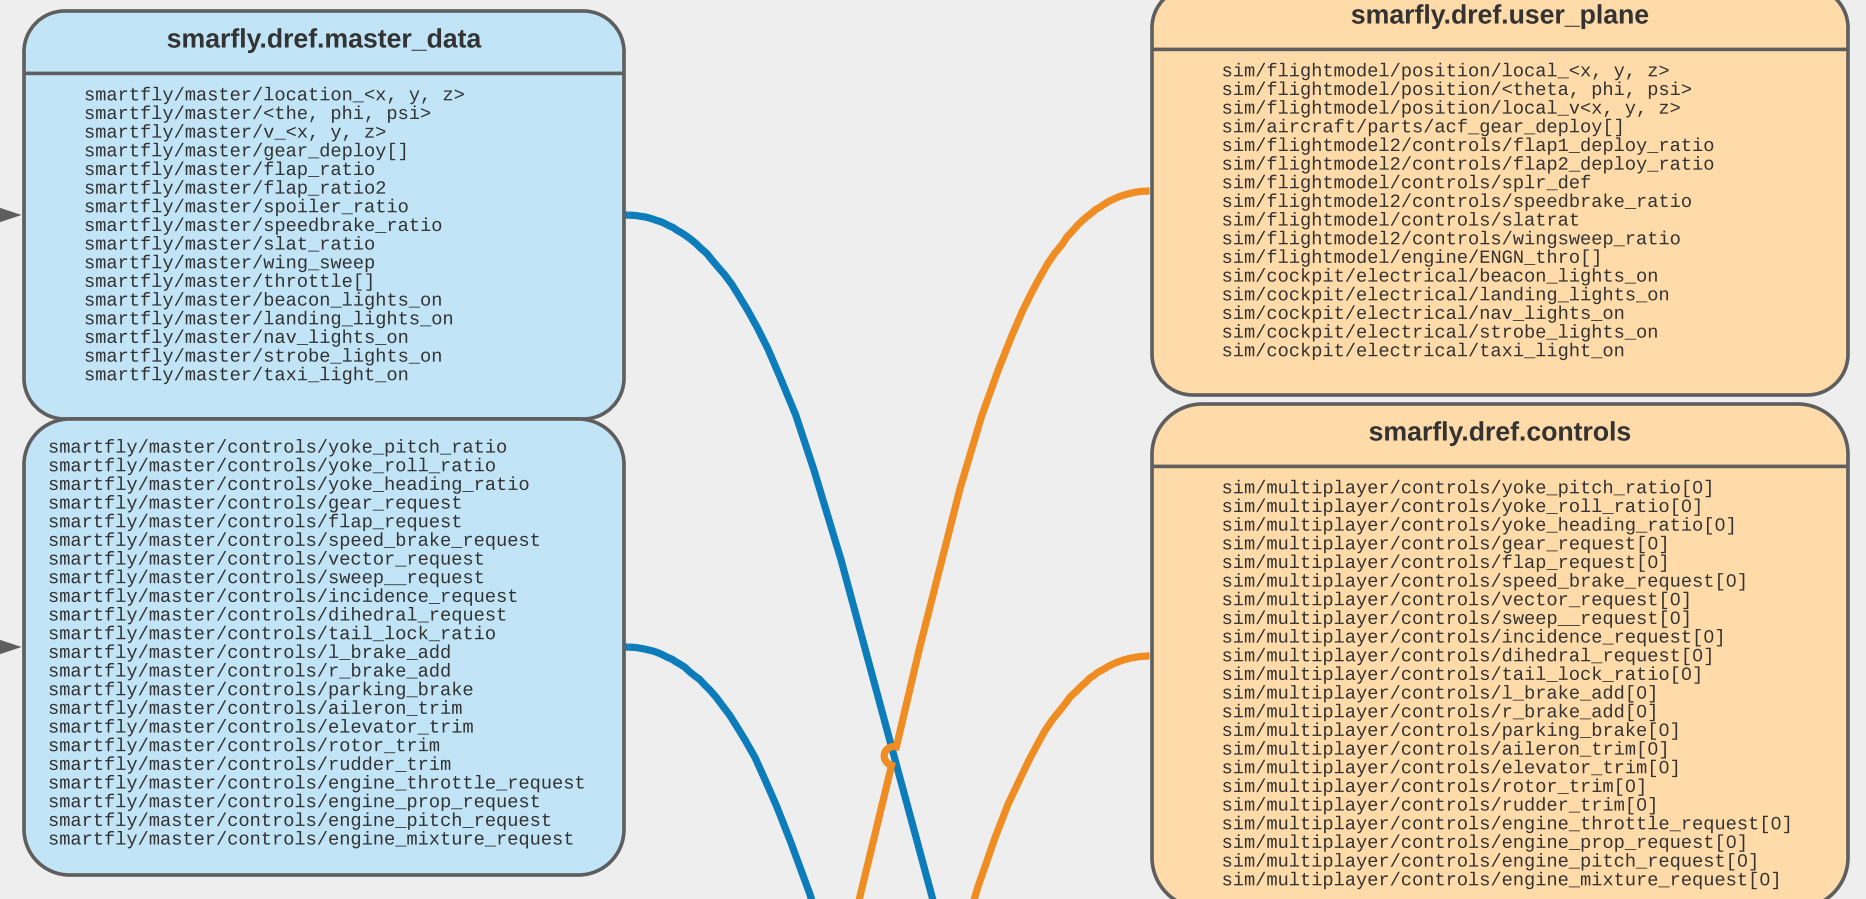 smarfly.dref.master_data
smartfly/master/location_<x, y, z>
smartfly/master/<the, phi, psi>
smartfly/master/v_<x, y, z>
smartfly/master/gear_deploy[]
smartfly/master/flap_ratio
smartfly/master/flap_ratio2
smartfly/master/spoiler_ratio
smartfly/master/speedbrake_ratio
smartfly/master/slat_ratio
smartfly/master/wing_sweep
smartfly/master/throttle[]
smartfly/master/beacon_lights_on
smartfly/master/landing_lights_on
smartfly/master/nav_lights_on
smartfly/master/strobe_lights_on
smartfly/master/taxi_light_on
smartfly/master/controls/yoke_pitch_ratio
smartfly/master/controls/yoke_roll_ratio
smartfly/master/controls/yoke_heading_ratio
smartfly/master/controls/gear_request
smartfly/master/controls/flap_request
smartfly/master/controls/speed_brake_request
smartfly/master/controls/vector_request
smartfly/master/controls/sweep__request
smartfly/master/controls/incidence_request
smartfly/master/controls/dihedral_request
smartfly/master/controls/tail_lock_ratio
smartfly/master/controls/l_brake_add
smartfly/master/controls/r_brake_add
smartfly/master/controls/parking_brake
smartfly/master/controls/aileron_trim
smartfly/master/controls/elevator_trim
smartfly/master/controls/rotor_trim
smartfly/master/controls/rudder_trim
smartfly/master/controls/engine_throttle_request
smartfly/master/controls/engine_prop_request
smartfly/master/controls/engine_pitch_request
smartfly/master/controls/engine_mixture_request
smarfly.dref.user_plane
sim/flightmodel/position/local_<x, y, z>
sim/flightmodel/position/<theta, phi, psi>
sim/flightmodel/position/local_v<x, y, z>
sim/aircraft/parts/acf_gear_deploy[]
sim/flightmodel2/controls/flap1_deploy_ratio
sim/flightmodel2/controls/flap2_deploy_ratio
sim/flightmodel/controls/splr_def
sim/flightmodel2/controls/speedbrake_ratio
sim/flightmodel/controls/slatrat
sim/flightmodel2/controls/wingsweep_ratio
sim/flightmodel/engine/ENGN_thro[]
sim/cockpit/electrical/beacon_lights_on
sim/cockpit/electrical/landing_lights_on
sim/cockpit/electrical/nav_lights_on
sim/cockpit/electrical/strobe_lights_on
sim/cockpit/electrical/taxi_light_on
smarfly.dref.controls
sim/multiplayer/controls/yoke_pitch_ratio[0]
sim/multiplayer/controls/yoke_roll_ratio[0]
sim/multiplayer/controls/yoke_heading_ratio[0]
sim/multiplayer/controls/gear_request[0]
sim/multiplayer/controls/flap_request[0]
sim/multiplayer/controls/speed_brake_request[0]
sim/multiplayer/controls/vector_request[0]
sim/multiplayer/controls/sweep__request[0]
sim/multiplayer/controls/incidence_request[0]
sim/multiplayer/controls/dihedral_request[0]
sim/multiplayer/controls/tail_lock_ratio[0]
sim/multiplayer/controls/l_brake_add[0]
sim/multiplayer/controls/r_brake_add[0]
sim/multiplayer/controls/parking_brake[0]
sim/multiplayer/controls/aileron_trim[0]
sim/multiplayer/controls/elevator_trim[0]
sim/multiplayer/controls/rotor_trim[0]
sim/multiplayer/controls/rudder_trim[0]
sim/multiplayer/controls/engine_throttle_request[0]
sim/multiplayer/controls/engine_prop_request[0]
sim/multiplayer/controls/engine_pitch_request[0]
sim/multiplayer/controls/engine_mixture_request[0]